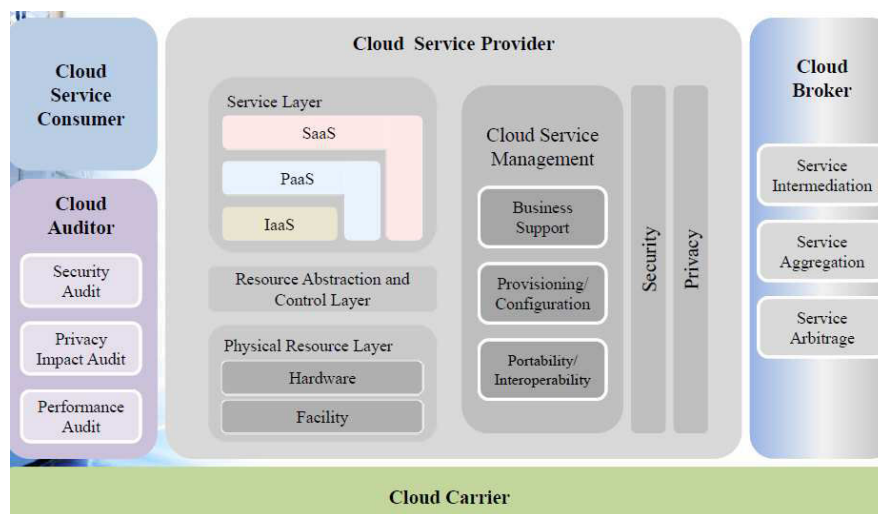 Cloud
Service
Consumer
Cloud
Auditor
Security
Audit
Privacy
Impact Audit
Performance
Audit
Cloud Service Provider
Service Layer
SaaS
PaaS
IaaS
Resource Abstraction and
Control Layer
Physical Resource Layer
Hardware
Facility
Cloud Service
Management
Business
Support
Provisioning/
Configuration
Portability/
Interoperability
Security
Privacy
Cloud
Broker
Service
Intermediation
Service
Aggregation
Service
Arbitrage
Cloud Carrier